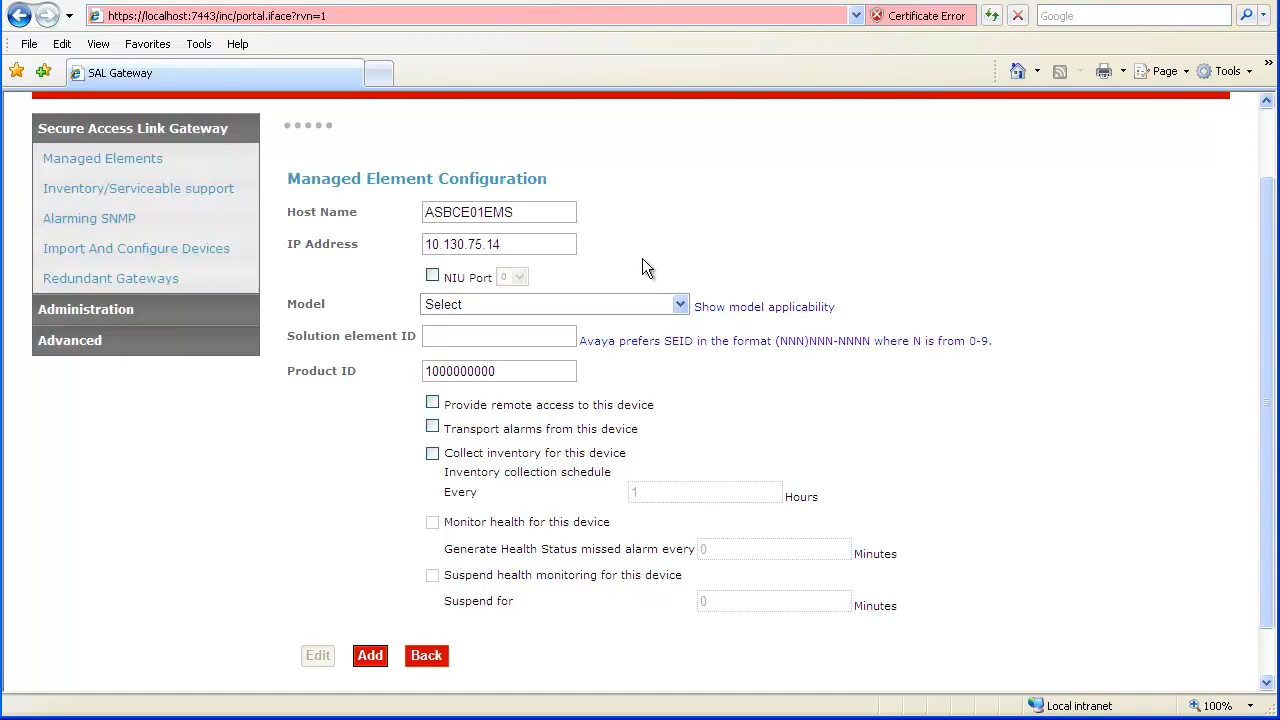 https://localhost:7443/inc/portal.iface?rvn=1
Certificate Error
Google
File Edit View Favorites Tools Help
SAL Gateway
Page Tools
Secure Access Link Gateway
Managed Elements
Inventory/Serviceable support
Alarming SNMP
Import And Configure Devices
Redundant Gateways
Administration
Advanced
Managed Element Configuration
Host Name ASBCE01EMS
IP Address 10.130.75.14
NIU Port 0
Model Select Show model applicability
Solution element ID Avaya prefers SEID in the format (NNN)NNN-NNNN where N is from 0-9.
Product ID 1000000000
Provide remote access to this device
Transport alarms from this device
Collect inventory for this device
Inventory collection schedule
Every 1 Hours
Monitor health for this device
Generate Health Status missed alarm every 0 Minutes
Suspend health monitoring for this device
Suspend for 0 Minutes
Edit Add Back
Local intranet 100%